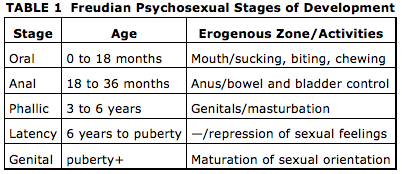 TABLE 1 Freudian Psychosexual Stages of Development
Stage Age Erogenous Zone/Activities
Oral 0 to 18 months Mouth/sucking, biting, chewing
Anal 18 to 36 months Anus/bowel and bladder control
Phallic 3 to 6 years Genitals/masturbation
Latency 6 years to puberty —/repression of sexual feelings
Genital puberty+ Maturation of sexual orientation